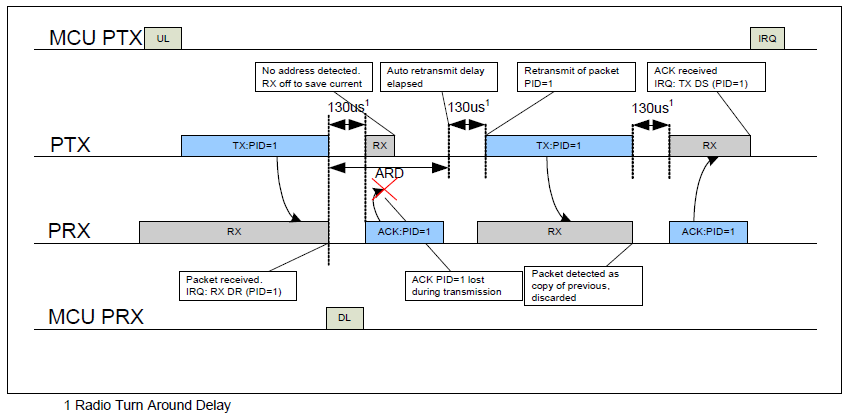 MCU PTX
UL
IRQ
No address detected.
RX off to save current
Auto retransmit delay
elapsed
Retransmit of packet
PID=1
ACK received
IRQ: TX DS (PID=1)
130us1
130us1
130us1
PTX
TX:PID=1
RX
TX:PID=1
RX
ARD
PRX
RX
ACK:PID=1
RX
ACK:PID=1
Packet received.
IRQ: RX DR (PID=1)
ACK PID=1 lost
during transmission
Packet detected as
copy of previous,
discarded
MCU PRX
DL
1 Radio Turn Around Delay